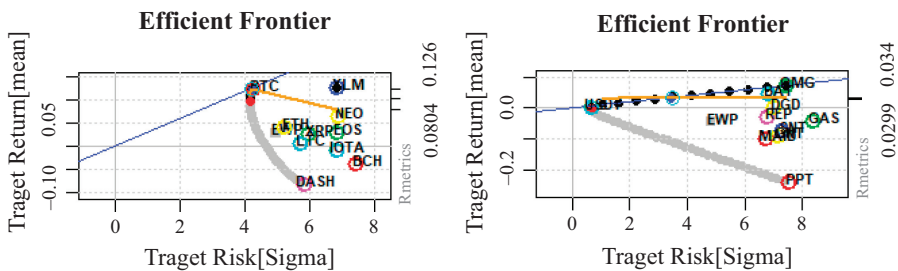 Efficient Frontier
Traget Return[mean]
0.05
−0.10
BTC
XLM
NEO
ETH
EWP
XRP
EOS
LTC
IOTA
BCH
DASH
0.126
0.0804
Rmetrics
0 2 4 6 8
Traget Risk[Sigma]
Efficient Frontier
Traget Return[mean]
0.0
−0.2
OMG
BAT
DGD
REP
EWP
GAS
PPT
0.034
0.0299
Rmetrics
0 2 4 6 8
Traget Risk[Sigma]